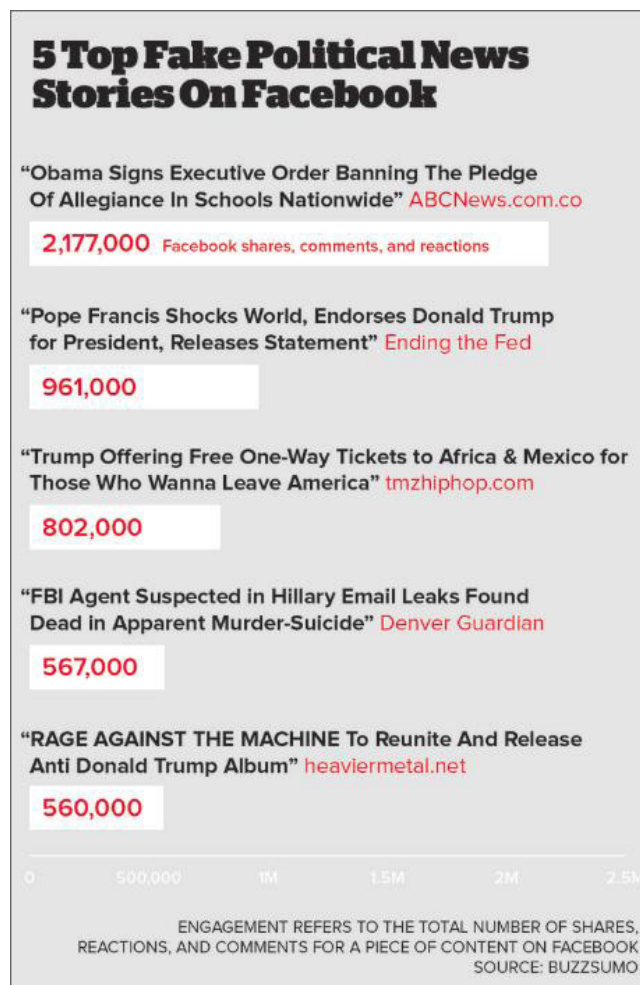 5 Top Fake Political News
Stories On Facebook
“Obama Signs Executive Order Banning The Pledge
Of Allegiance In Schools Nationwide” ABCNews.com.co
2,177,000 Facebook shares, comments, and reactions
“Pope Francis Shocks World, Endorses Donald Trump
for President, Releases Statement” Ending the Fed
961,000
“Trump Offering Free One-Way Tickets to Africa & Mexico for
Those Who Wanna Leave America” tmzhiphop.com
802,000
“FBI Agent Suspected in Hillary Email Leaks Found
Dead in Apparent Murder-Suicide” Denver Guardian
567,000
“RAGE AGAINST THE MACHINE To Reunite And Release
Anti Donald Trump Album” heaviermetal.net
560,000
0 500,000 1M 1.5M 2M 2.5M
ENGAGEMENT REFERS TO THE TOTAL NUMBER OF SHARES,
REACTIONS, AND COMMENTS FOR A PIECE OF CONTENT ON FACEBOOK
SOURCE: BUZZSUMO